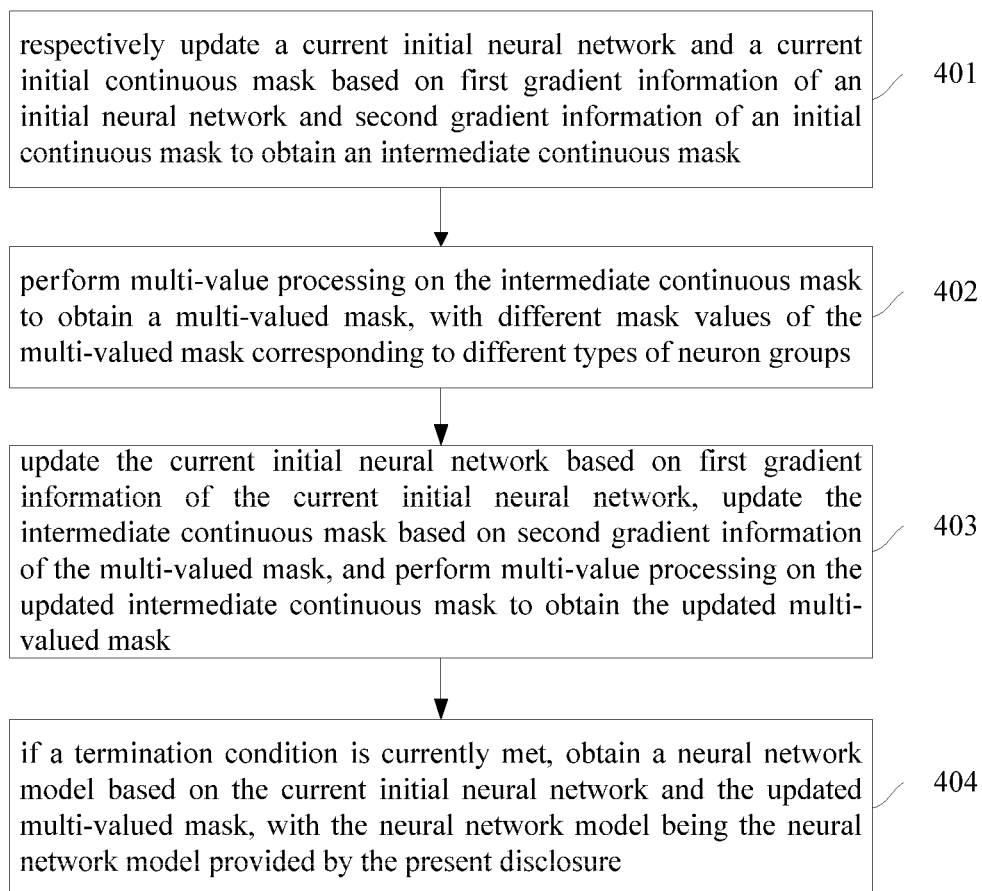 respectively update a current initial neural network and a current
initial continuous mask based on first gradient information of an
initial neural network and second gradient information of an initial
continuous mask to obtain an intermediate continuous mask
401
perform multi-value processing on the intermediate continuous mask
to obtain a multi-valued mask, with different mask values of the
multi-valued mask corresponding to different types of neuron groups
402
update the current initial neural network based on first gradient
information of the current initial neural network, update the
intermediate continuous mask based on second gradient information
of the multi-valued mask, and perform multi-value processing on the
updated intermediate continuous mask to obtain the updated multi-
valued mask
403
if a termination condition is currently met, obtain a neural network
model based on the current initial neural network and the updated
multi-valued mask, with the neural network model being the neural
network model provided by the present disclosure
404